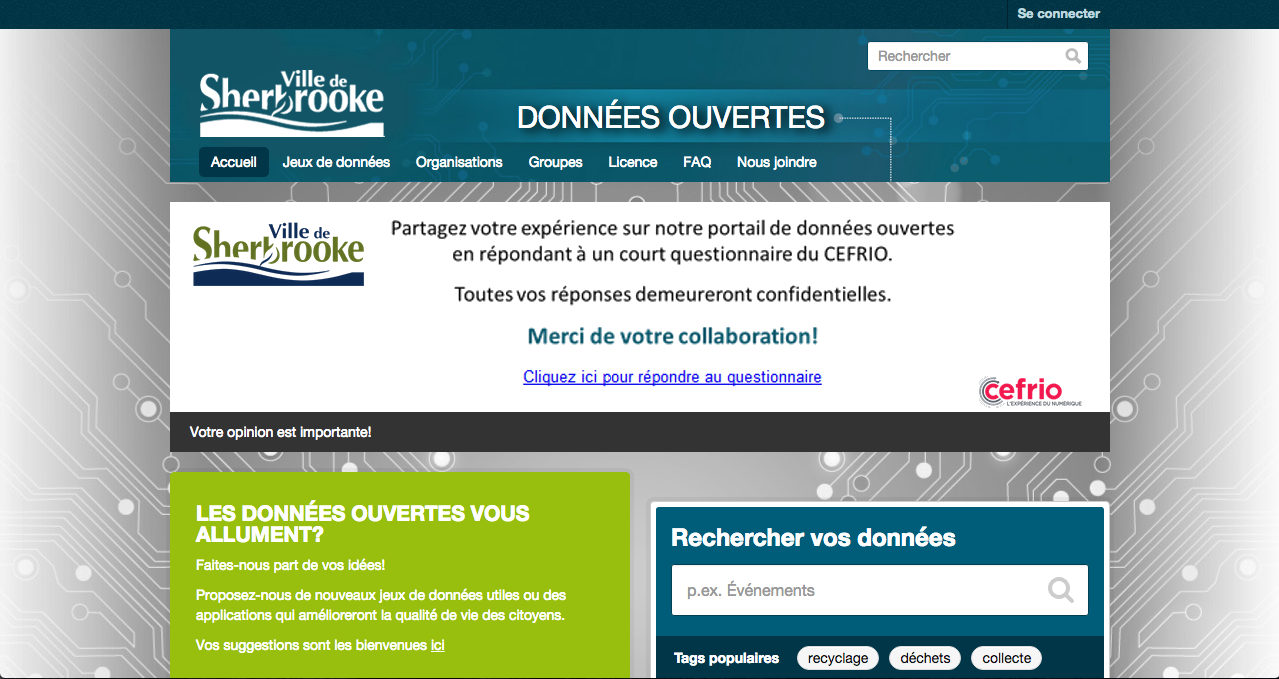 Se connecter
Rechercher
Ville de
Sherbrooke
DONNÉES OUVERTES
Accueil Jeux de données Organisations Groupes Licence FAQ Nous joindre
Ville de
Sherbrooke
Partagez votre expérience sur notre portail de données ouvertes
en répondant à un court questionnaire du CEFRIO.
Toutes vos réponses demeureront confidentielles.
Merci de votre collaboration!
Cliquez ici pour répondre au questionnaire
cefrio
L'EXPÉRIENCE DU NUMÉRIQUE
Votre opinion est importante!
LES DONNÉES OUVERTES VOUS
ALLUMENT?
Faites-nous part de vos idées!
Proposez-nous de nouveaux jeux de données utiles ou des
applications qui amélioreront la qualité de vie des citoyens.
Vos suggestions sont les bienvenues ici
Rechercher vos données
p.ex. Événements
Tags populaires recyclage déchets collecte